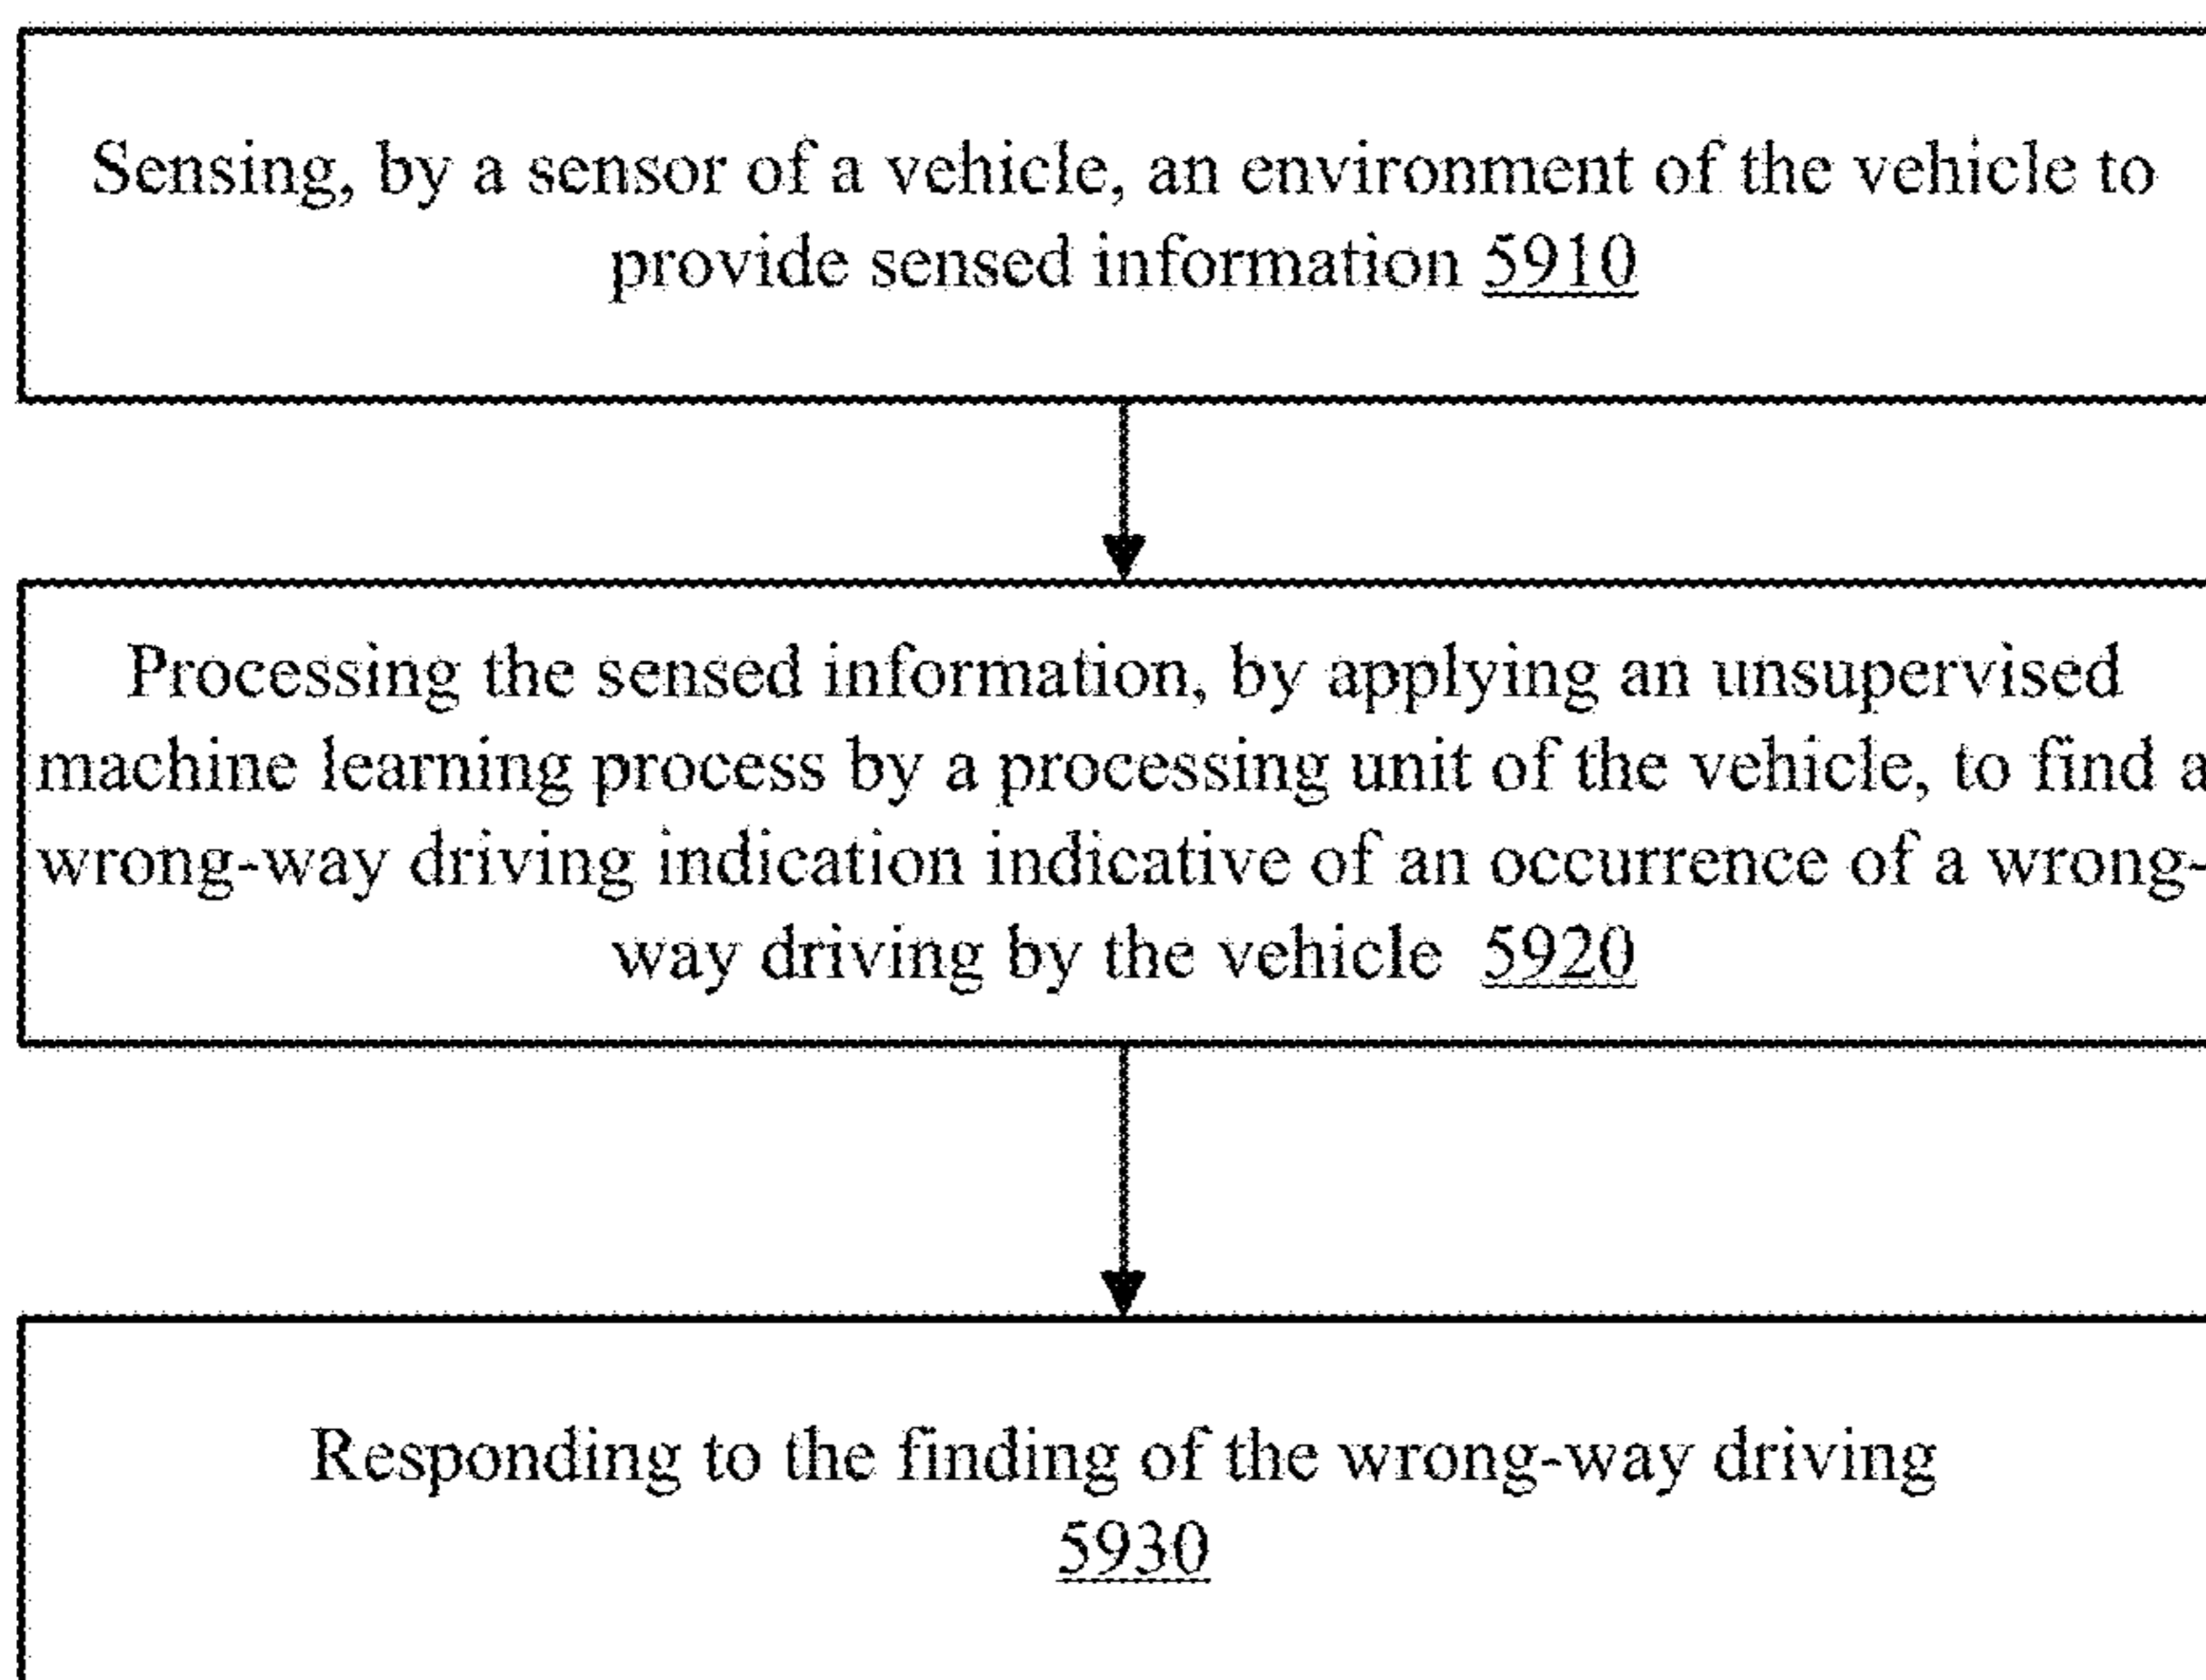 Sensing, by a sensor of a vehicle, an environment of the vehicle to
provide sensed information 5910
Processing the sensed information, by applying an unsupervised
machine learning process by a processing unit of the vehicle, to find a
wrong-way driving indication indicative of an occurrence of a wrong-
way driving by the vehicle 5920
Responding to the finding of the wrong-way driving
5930